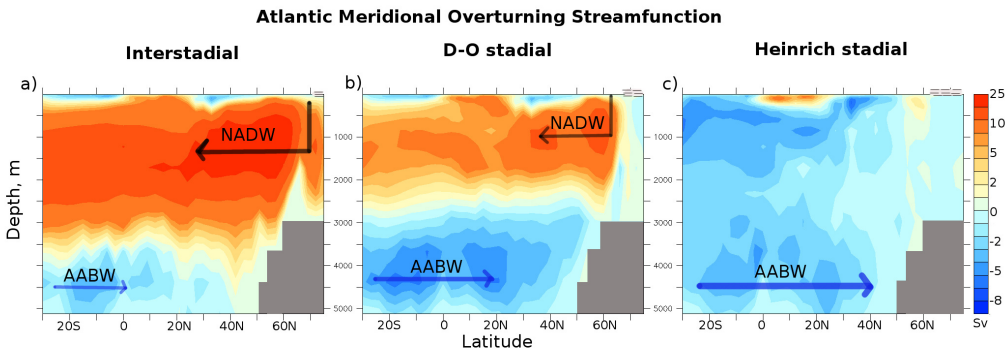 Atlantic Meridional Overturning Streamfunction
Interstadial
D-O stadial
Heinrich stadial
a)
b)
c)
NADW
NADW
AABW
AABW
AABW
Depth, m
1000
2000
3000
4000
5000
1000
2000
3000
4000
5000
20S 0 20N 40N 60N
20S 0 20N 40N 60N
20S 0 20N 40N 60N
Latitude
25
10
5
2
0
-2
-5
-8
Sv